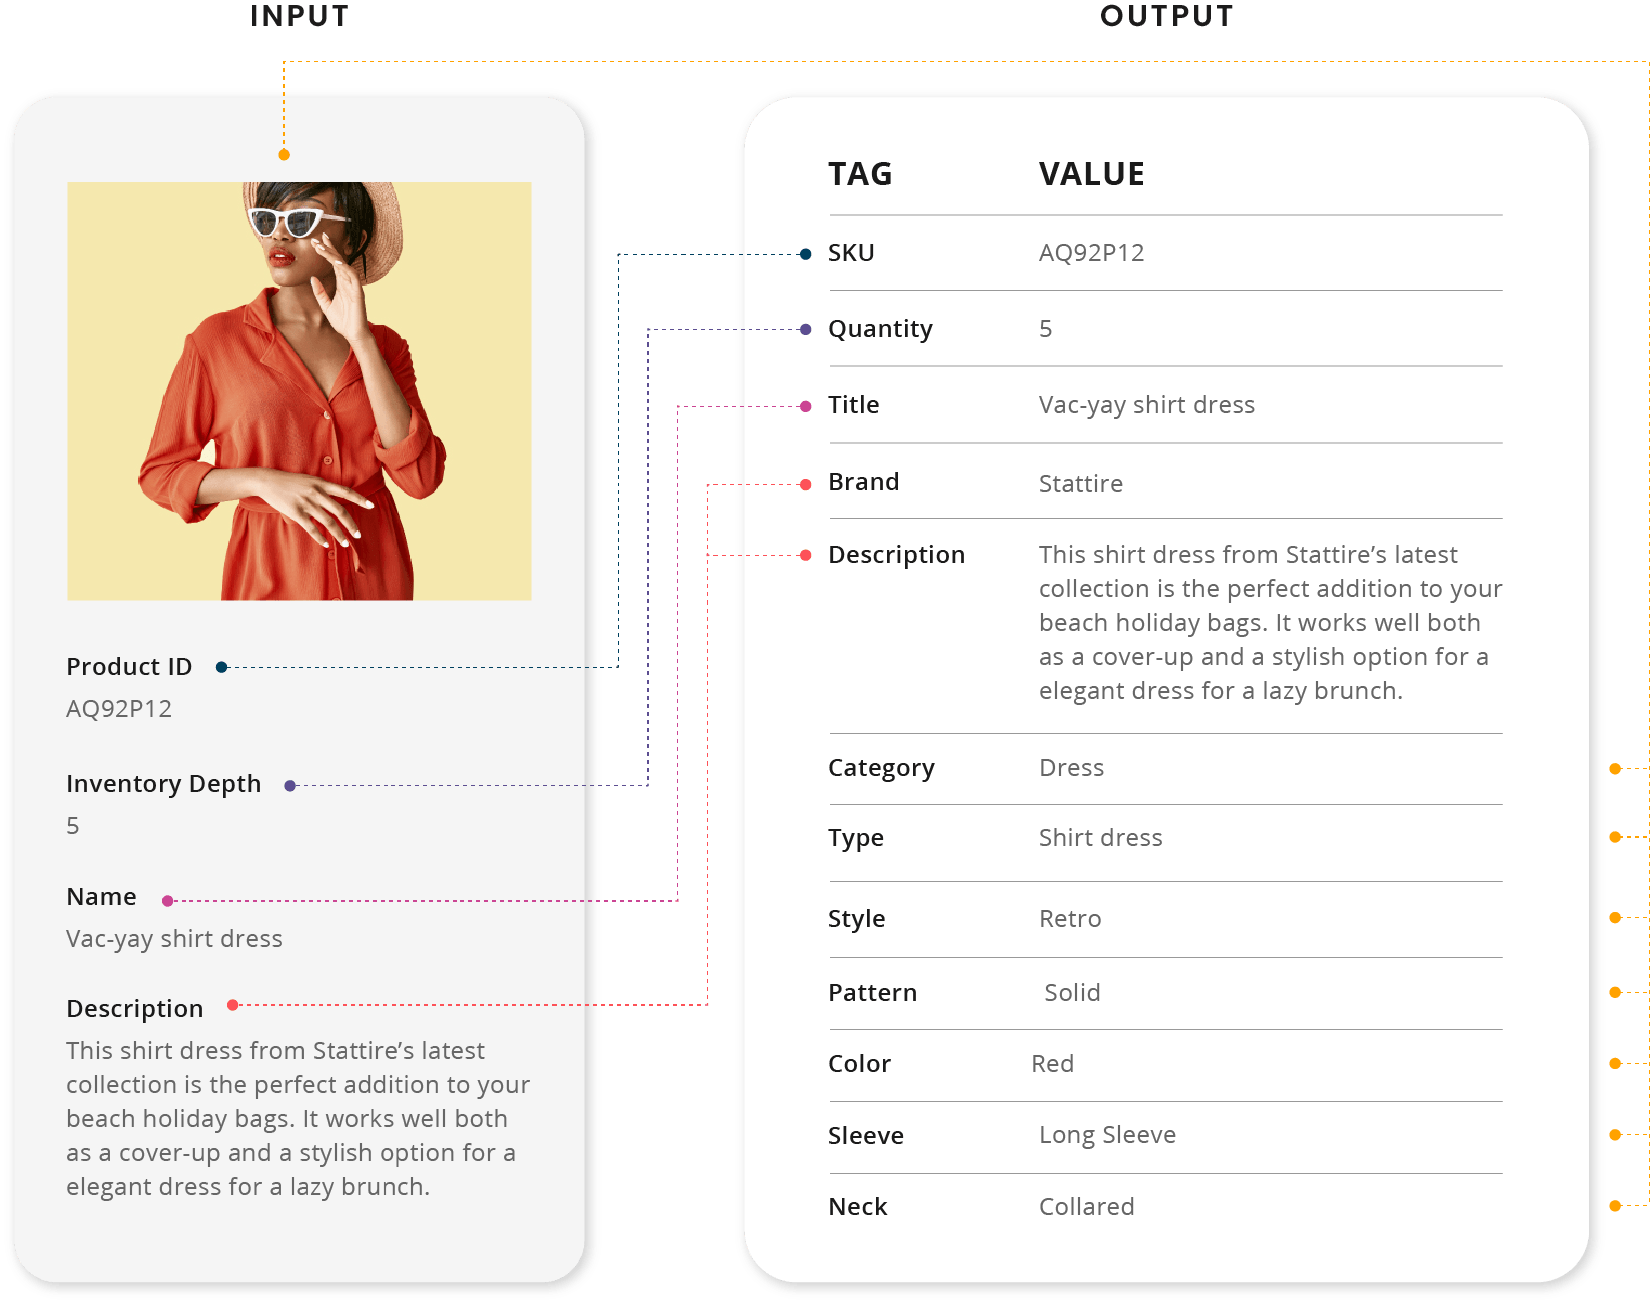 INPUT
OUTPUT
Product ID
AQ92P12
Inventory Depth
5
Name
Vac-yay shirt dress
Description
This shirt dress from Stattire’s latest
collection is the perfect addition to your
beach holiday bags. It works well both
as a cover-up and a stylish option for a
elegant dress for a lazy brunch.
TAG VALUE
SKU AQ92P12
Quantity 5
Title Vac-yay shirt dress
Brand Stattire
Description This shirt dress from Stattire’s latest
collection is the perfect addition to your
beach holiday bags. It works well both
as a cover-up and a stylish option for a
elegant dress for a lazy brunch.
Category Dress
Type Shirt dress
Style Retro
Pattern Solid
Color Red
Sleeve Long Sleeve
Neck Collared